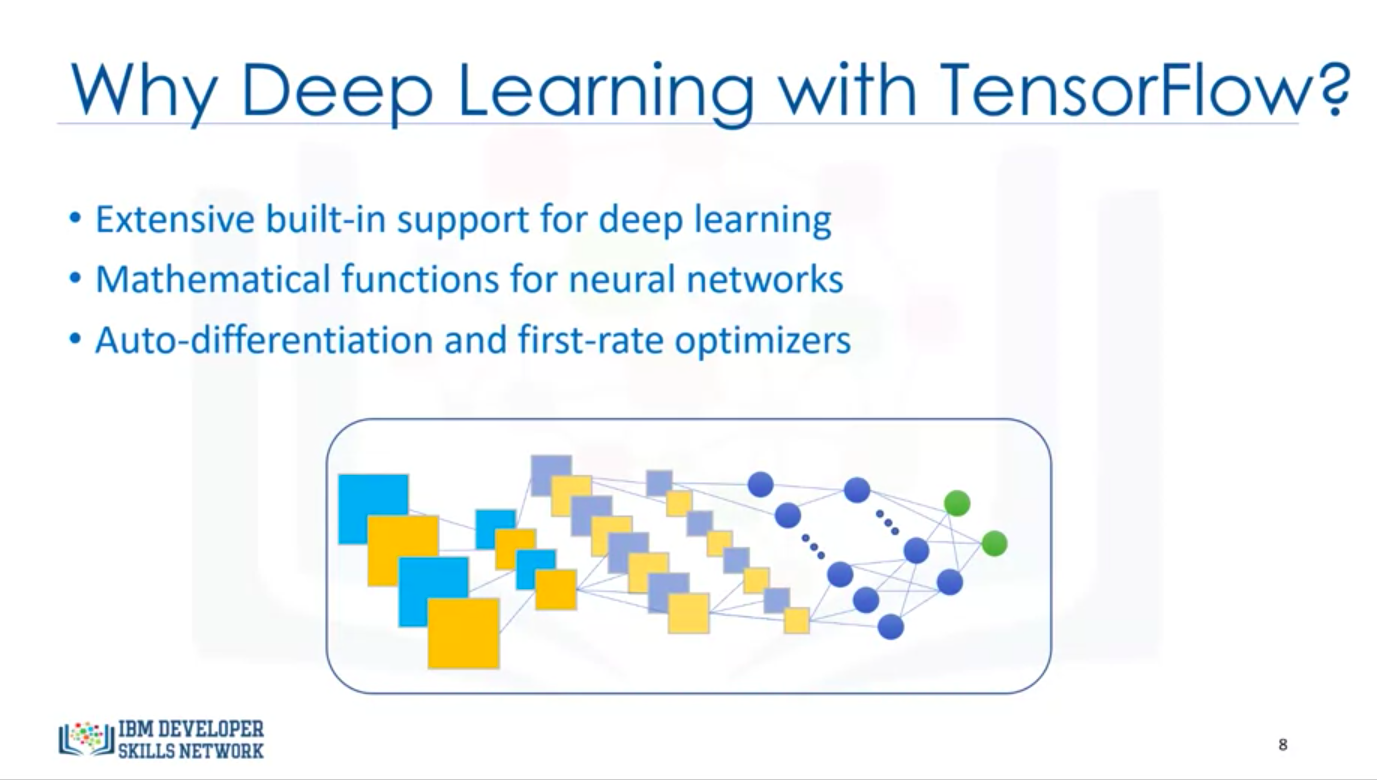 Why Deep Learning with TensorFlow?
• Extensive built-in support for deep learning
• Mathematical functions for neural networks
• Auto-differentiation and first-rate optimizers
IBM DEVELOPER
SKILLS NETWORK
8